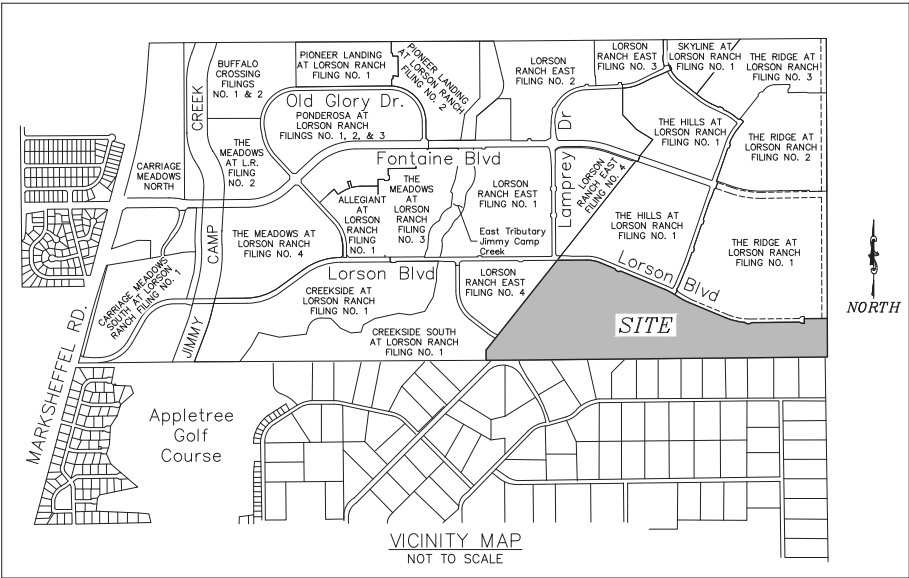 BUFFALO
CROSSING
FILINGS
NO. 1 & 2
PIONEER LANDING
AT LORSON RANCH
FILING NO. 1
PIONEER LANDING
AT LORSON RANCH
FILING NO. 2
LORSON
RANCH EAST
FILING NO. 2
LORSON
RANCH EAST
FILING NO. 3
SKYLINE AT
LORSON RANCH
FILING NO. 1
THE RIDGE AT
LORSON RANCH
FILING NO. 3
CREEK
CAMP
JIMMY
Old Glory Dr.
PONDEROSA AT
LORSON RANCH
FILINGS NO. 1, 2, & 3
THE
MEADOWS
AT L.R.
FILING
NO. 2
CARRIAGE
MEADOWS
NORTH
Fontaine Blvd
Lamprey Dr
THE HILLS AT
LORSON RANCH
FILING NO. 1
THE RIDGE AT
LORSON RANCH
FILING NO. 2
LORSON
RANCH EAST
FILING NO. 4
ALLEGIANT
AT
LORSON
RANCH
FILING
NO. 1
THE
MEADOWS
AT
LORSON
RANCH
FILING
NO. 3
LORSON
RANCH EAST
FILING NO. 1
East Tributary
Jimmy Camp
Creek
THE HILLS AT
LORSON RANCH
FILING NO. 1
THE RIDGE AT
LORSON RANCH
FILING NO. 1
THE MEADOWS AT
LORSON RANCH
FILING NO. 4
CARRIAGE MEADOWS
SOUTH AT LORSON
RANCH FILING NO. 1
Lorson Blvd
Lorson Blvd
CREEKSIDE AT
LORSON RANCH
FILING NO. 1
LORSON
RANCH EAST
FILING NO. 4
CREEKSIDE SOUTH
AT LORSON RANCH
FILING NO. 1
SITE
NORTH
MARKSHEFFEL RD.
Appletree
Golf
Course
VICINITY MAP
NOT TO SCALE